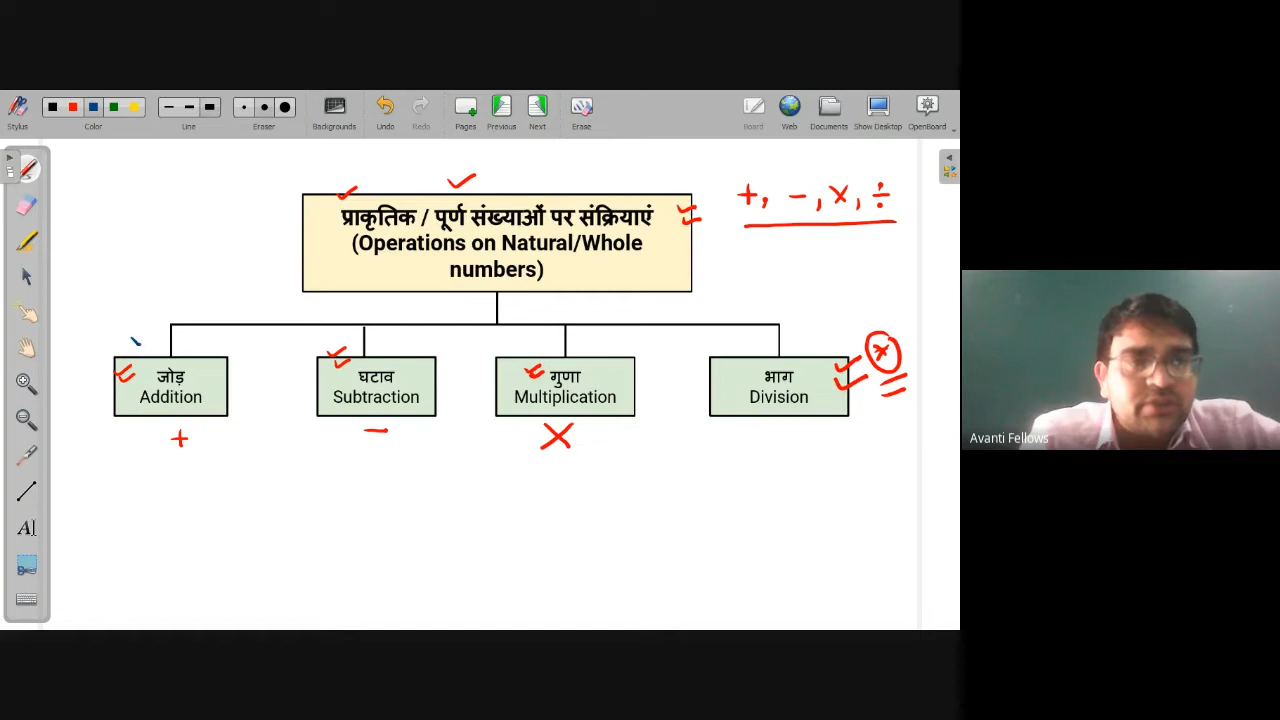 Stylus
Color
Line
Eraser
Backgrounds
Undo
Redo
Pages
Previous
Next
Erase
Board
Web
Documents
Show Desktop
OpenBoard
+, -, ×, ÷
प्राकृतिक / पूर्ण संख्याओं पर संक्रियाएं
(Operations on Natural/Whole
numbers)
जोड़
Addition
+
घटाव
Subtraction
-
गुणा
Multiplication
×
भाग
Division
*
A
Avanti Fellows